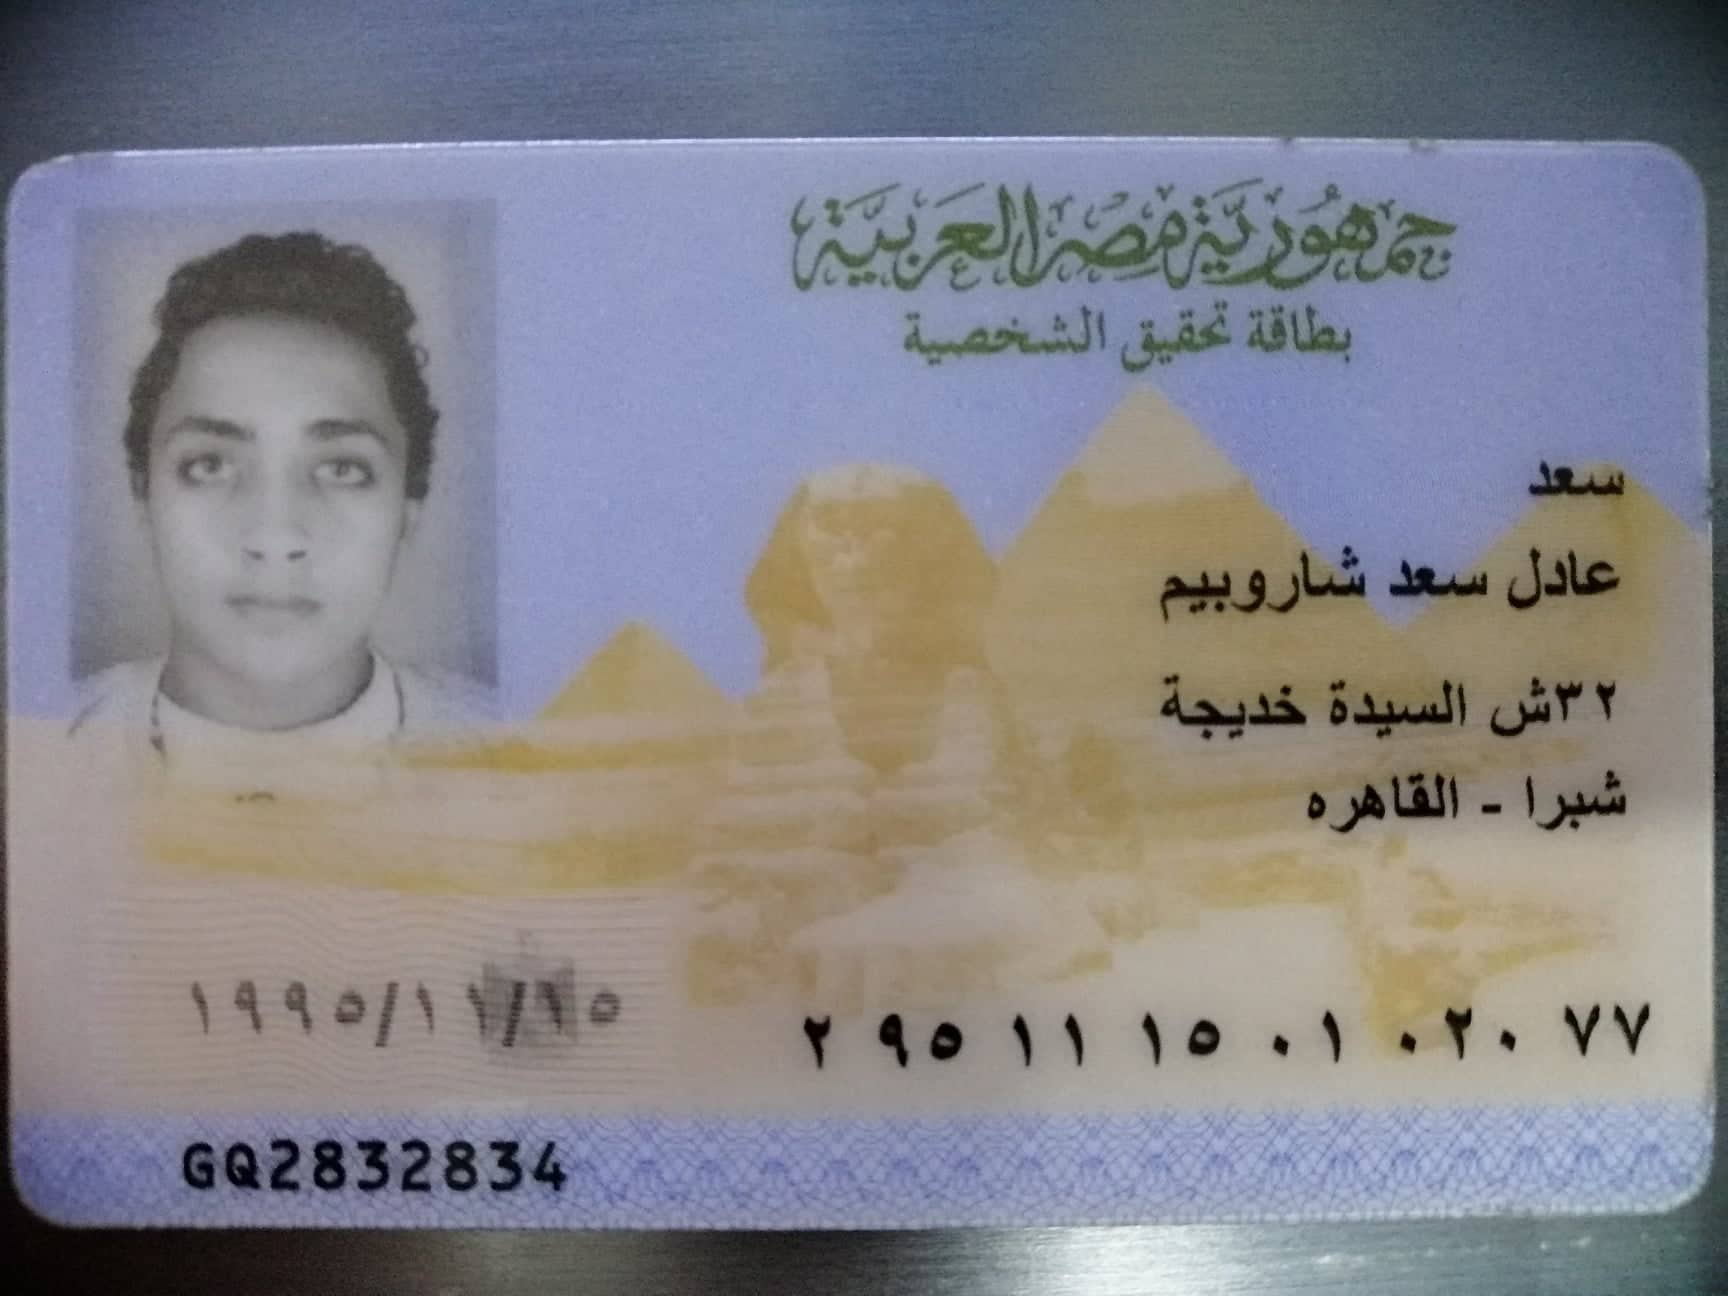 جمهورية مصر العربية
بطاقة تحقيق الشخصية
سعد
عادل سعد شاروبيم
٣٢ش السيدة خديجة
شبرا - القاهره
١٩٩٥/١١/١٥
٢ ٩٥ ١١ ١٥ ٠١ ٠٢٠ ٧٧
GQ2832834